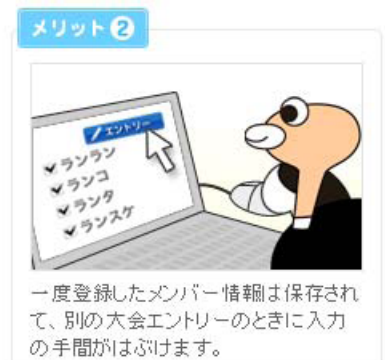 メリット❷
エントリー
ランラン
ランコ
ランタ
ランスケ
一度登録したメンバー情報は保存され
て、別の大会エントリーのときに入力
の手間がはぶけます。